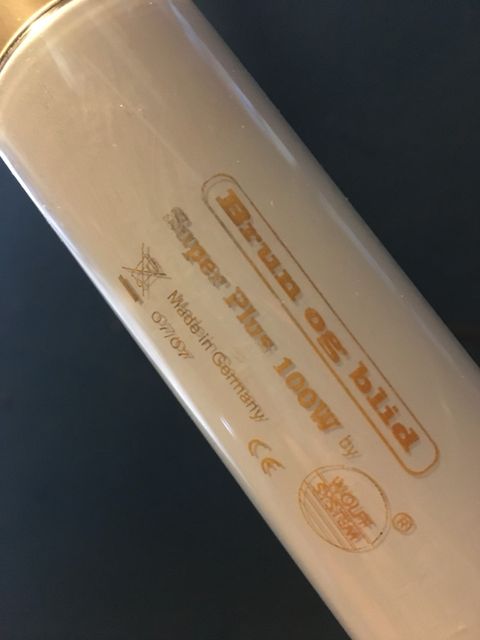 Brun og blid
Super Plus 100W by
Made in Germany
07/07
CE
WOLFF
SYSTEM
®